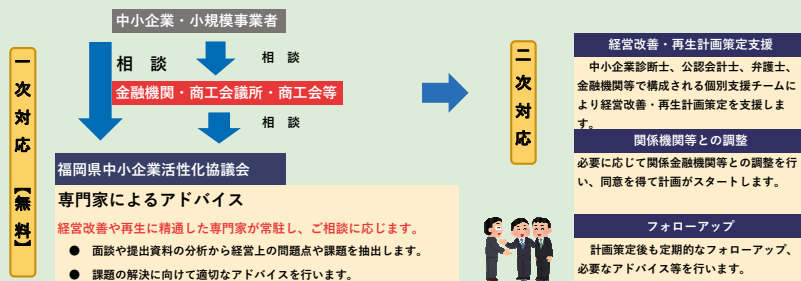 一次対応 【無料】
中小企業・小規模事業者
相 談
相 談
金融機関・商工会議所・商工会等
相 談
福岡県中小企業活性化協議会
専門家によるアドバイス
経営改善や再生に精通した専門家が常駐し、ご相談に応じます。
● 面談や提出資料の分析から経営上の問題点や課題を抽出します。
● 課題の解決に向けて適切なアドバイスを行います。
二次対応
経営改善・再生計画策定支援
中小企業診断士、公認会計士、弁護士、
金融機関等で構成される個別支援チームに
より経営改善・再生計画策定を支援しま
す。
関係機関等との調整
必要に応じて関係金融機関等との調整を行
い、同意を得て計画がスタートします。
フォローアップ
計画策定後も定期的なフォローアップ、
必要なアドバイス等を行います。